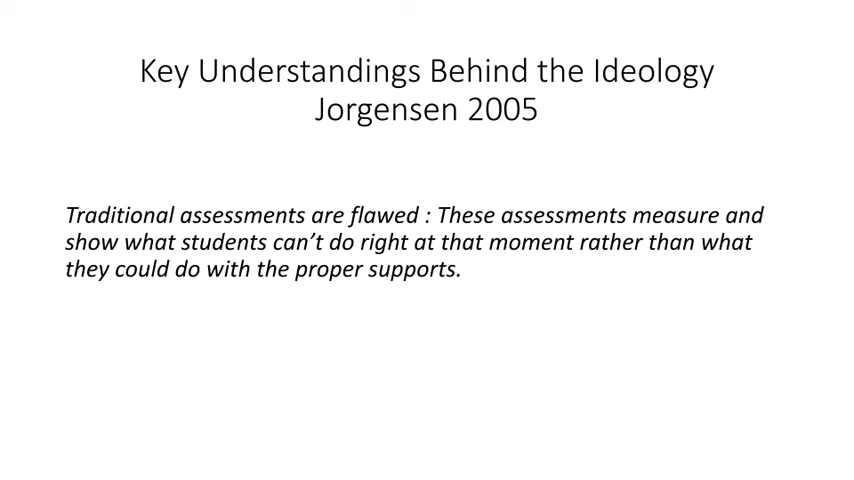 Key Understandings Behind the Ideology
Jorgensen 2005
Traditional assessments are flawed : These assessments measure and
show what students can’t do right at that moment rather than what
they could do with the proper supports.